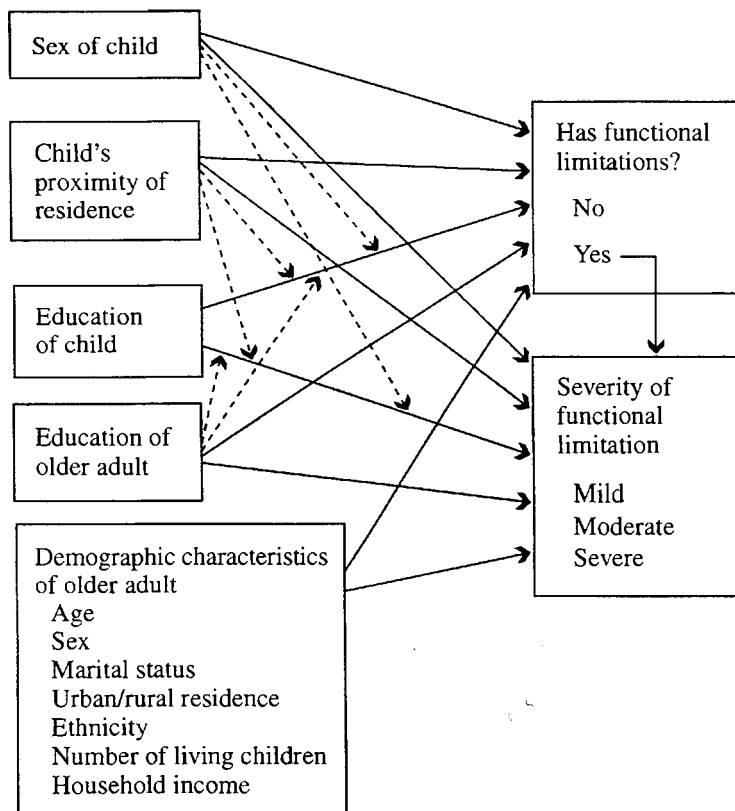 Sex of child
Child's
proximity of
residence
Education
of child
Education of
older adult
Demographic characteristics
of older adult
Age
Sex
Marital status
Urban/rural residence
Ethnicity
Number of living children
Household income
Has functional
limitations?
No
Yes
Severity of
functional
limitation
Mild
Moderate
Severe